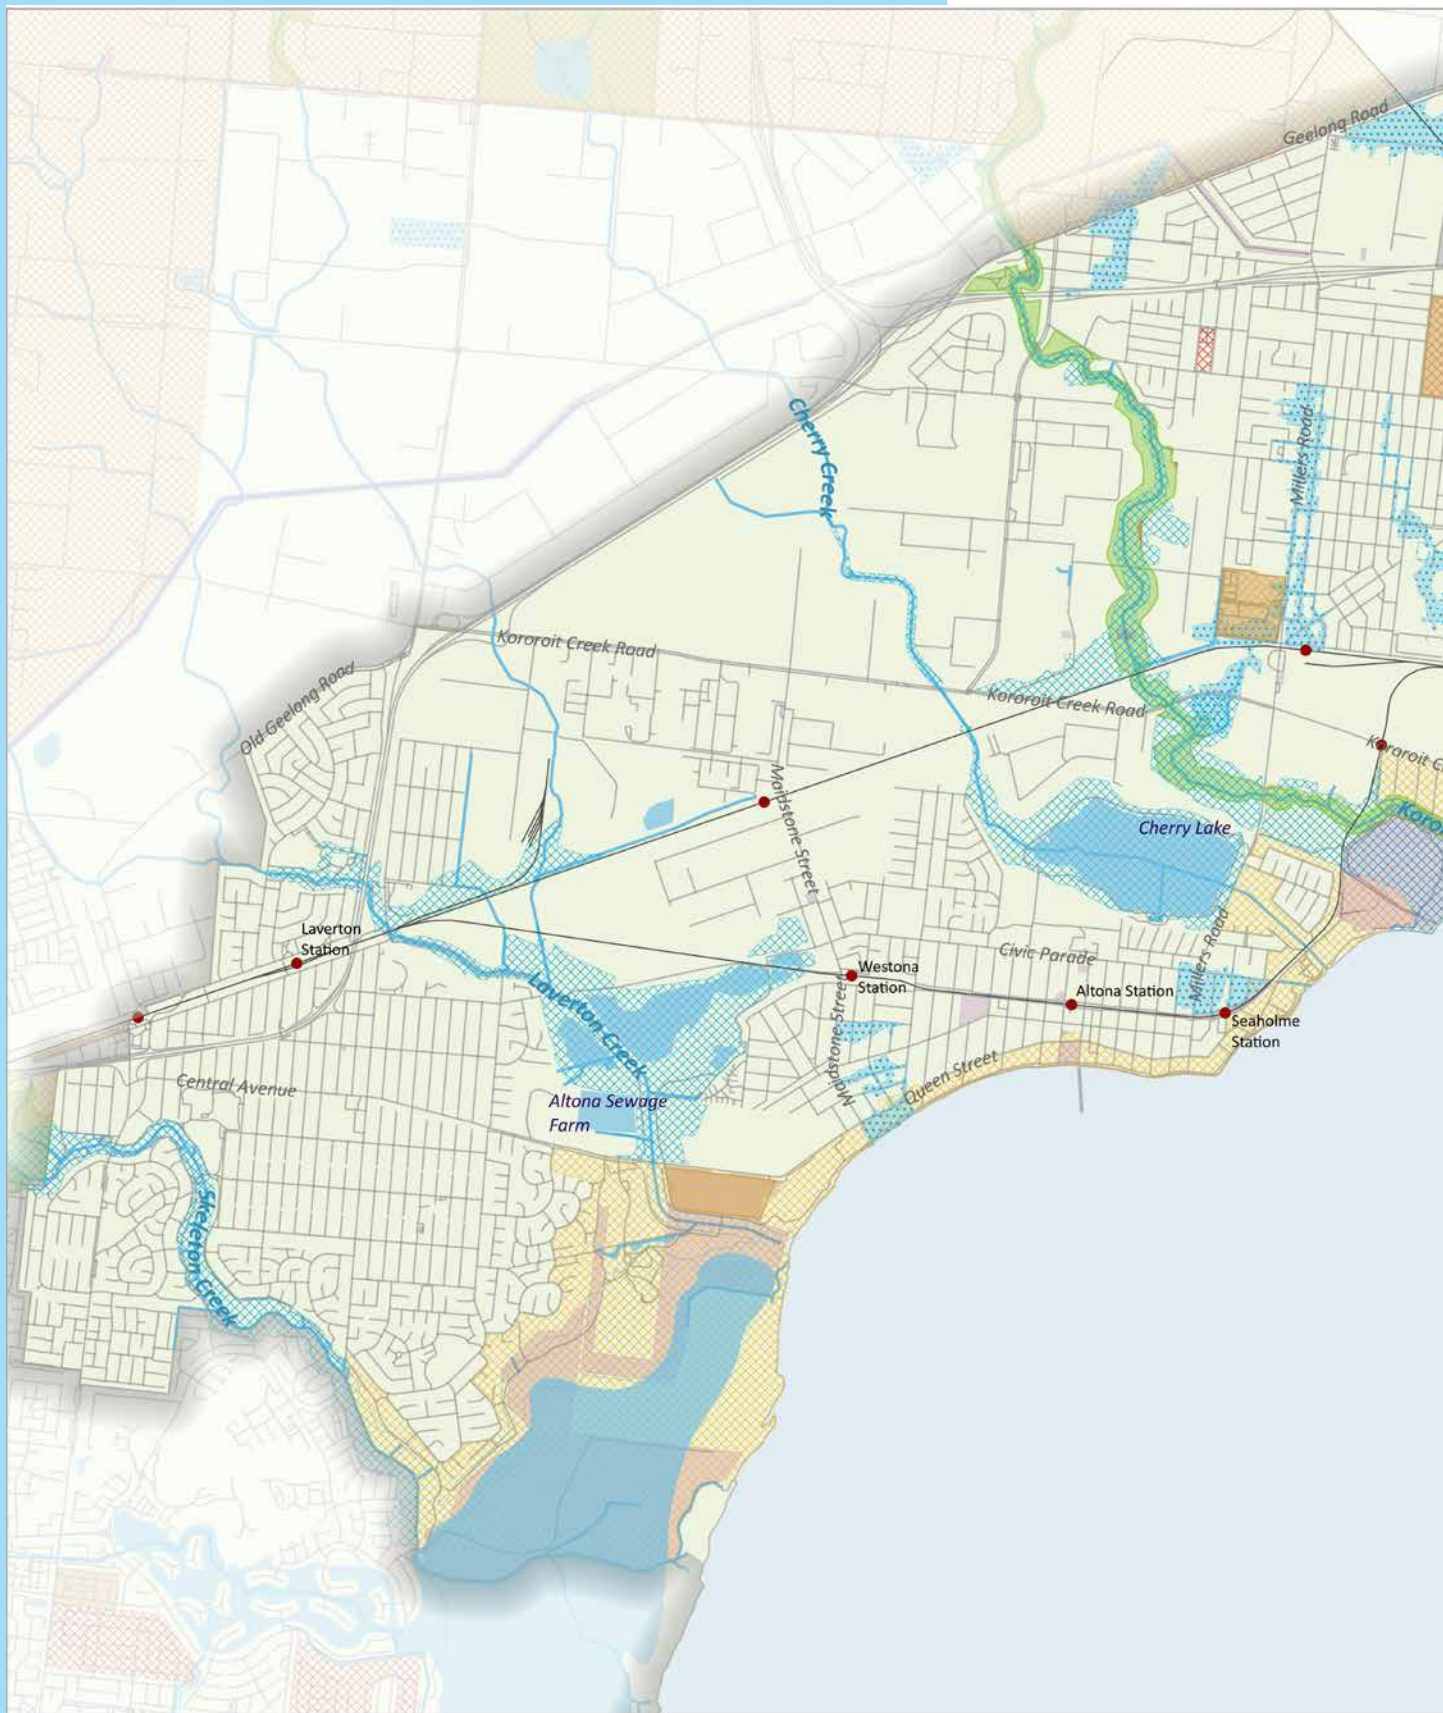 Geelong Road
Cherry Creek
Millers Road
Kororoit Creek Road
Old Geelong Road
Kororoit Creek Road
Kororoit C
Maidstone Street
Cherry Lake
Koror
Laverton
Station
Millers Road
Civic Parade
Westona
Station
Laverton Creek
Maidstone Street
Altona Station
Seaholme
Station
Queen Street
Central Avenue
Altona Sewage
Farm
Skeleton Creek